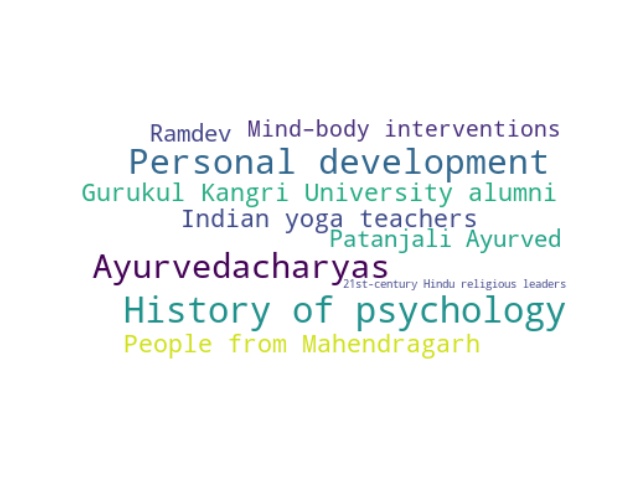 Ramdev
Mind–body interventions
Personal development
Gurukul Kangri University alumni
Indian yoga teachers
Patanjali Ayurved
Ayurvedacharyas
21st-century Hindu religious leaders
History of psychology
People from Mahendragarh